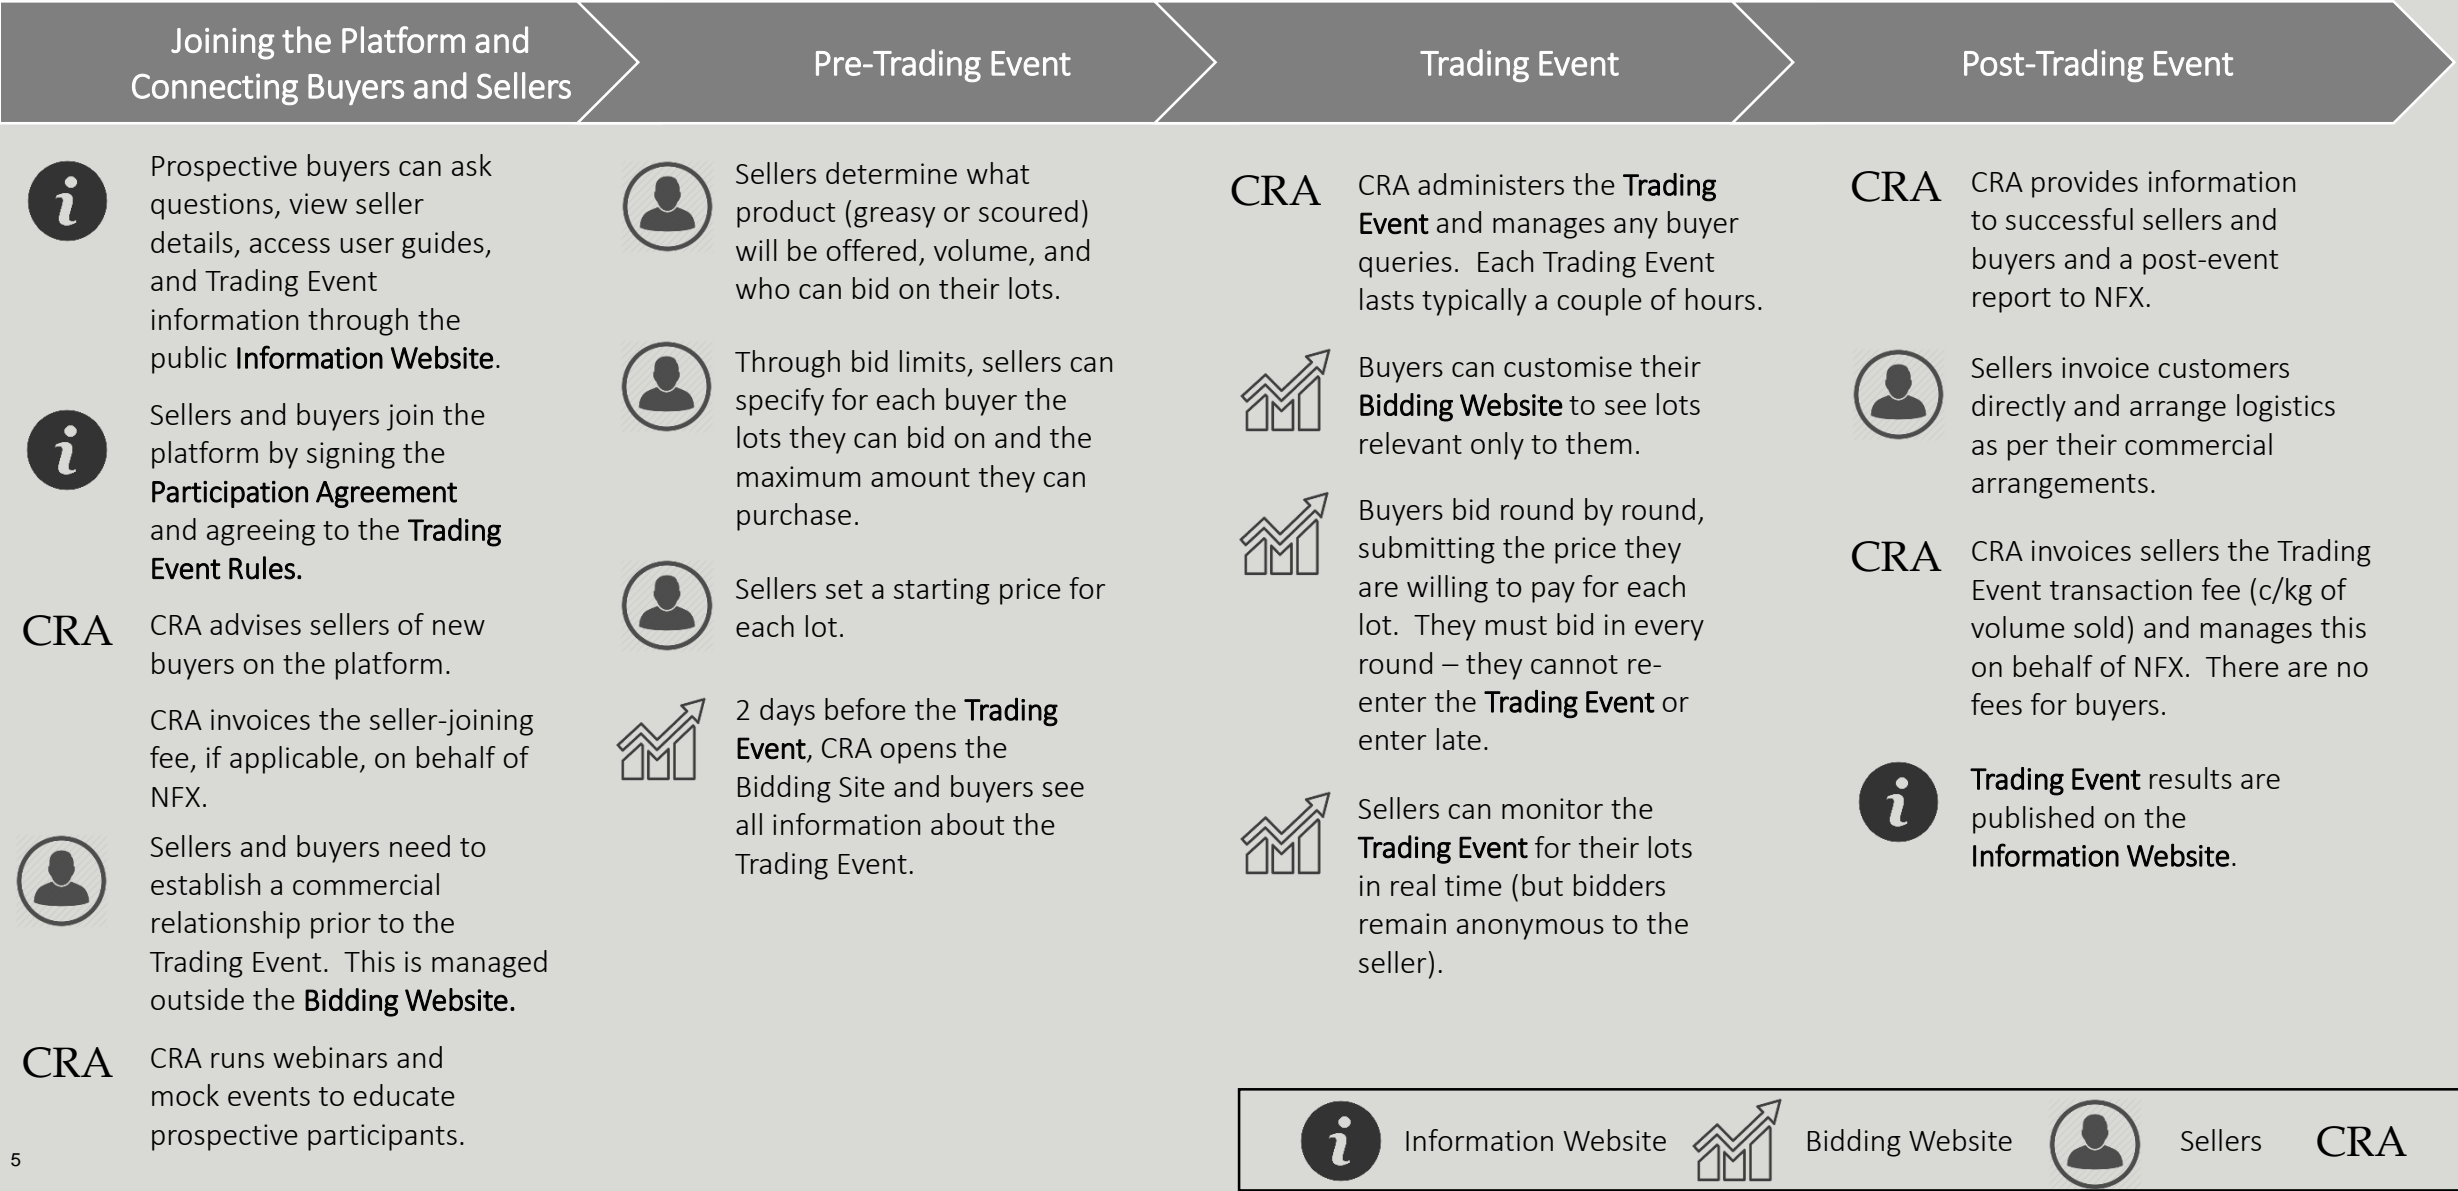 Joining the Platform and
Connecting Buyers and Sellers
Pre-Trading Event
Trading Event
Post-Trading Event
Prospective buyers can ask
questions, view seller
details, access user guides,
and Trading Event
information through the
public Information Website.
Sellers and buyers join the
platform by signing the
Participation Agreement
and agreeing to the Trading
Event Rules.
CRA
CRA advises sellers of new
buyers on the platform.
CRA invoices the seller-joining
fee, if applicable, on behalf of
NFX.
Sellers and buyers need to
establish a commercial
relationship prior to the
Trading Event. This is managed
outside the Bidding Website.
CRA
CRA runs webinars and
mock events to educate
prospective participants.
Sellers determine what
product (greasy or scoured)
will be offered, volume, and
who can bid on their lots.
Through bid limits, sellers can
specify for each buyer the
lots they can bid on and the
maximum amount they can
purchase.
Sellers set a starting price for
each lot.
2 days before the Trading
Event, CRA opens the
Bidding Site and buyers see
all information about the
Trading Event.
CRA
CRA administers the Trading
Event and manages any buyer
queries. Each Trading Event
lasts typically a couple of hours.
Buyers can customise their
Bidding Website to see lots
relevant only to them.
Buyers bid round by round,
submitting the price they
are willing to pay for each
lot. They must bid in every
round – they cannot re-
enter the Trading Event or
enter late.
Sellers can monitor the
Trading Event for their lots
in real time (but bidders
remain anonymous to the
seller).
CRA
CRA provides information
to successful sellers and
buyers and a post-event
report to NFX.
Sellers invoice customers
directly and arrange logistics
as per their commercial
arrangements.
CRA
CRA invoices sellers the Trading
Event transaction fee (c/kg of
volume sold) and manages this
on behalf of NFX. There are no
fees for buyers.
Trading Event results are
published on the
Information Website.
Information Website
Bidding Website
Sellers
CRA
5